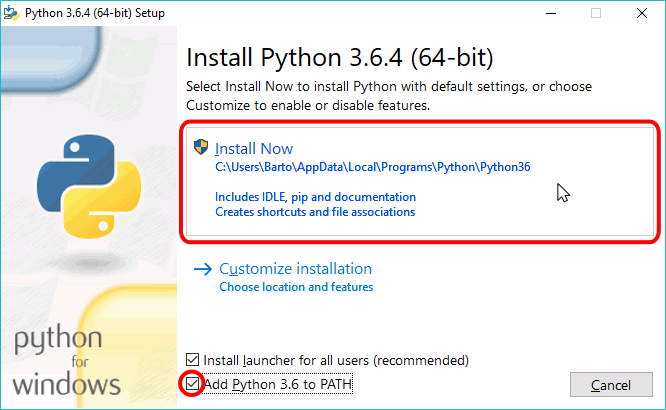 Python 3.6.4 (64-bit) Setup
Install Python 3.6.4 (64-bit)
Select Install Now to install Python with default settings, or choose
Customize to enable or disable features.
Install Now
C:\Users\Barto\AppData\Local\Programs\Python\Python36
Includes IDLE, pip and documentation
Creates shortcuts and file associations
Customize installation
Choose location and features
python
for
windows
Install launcher for all users (recommended)
Add Python 3.6 to PATH
Cancel